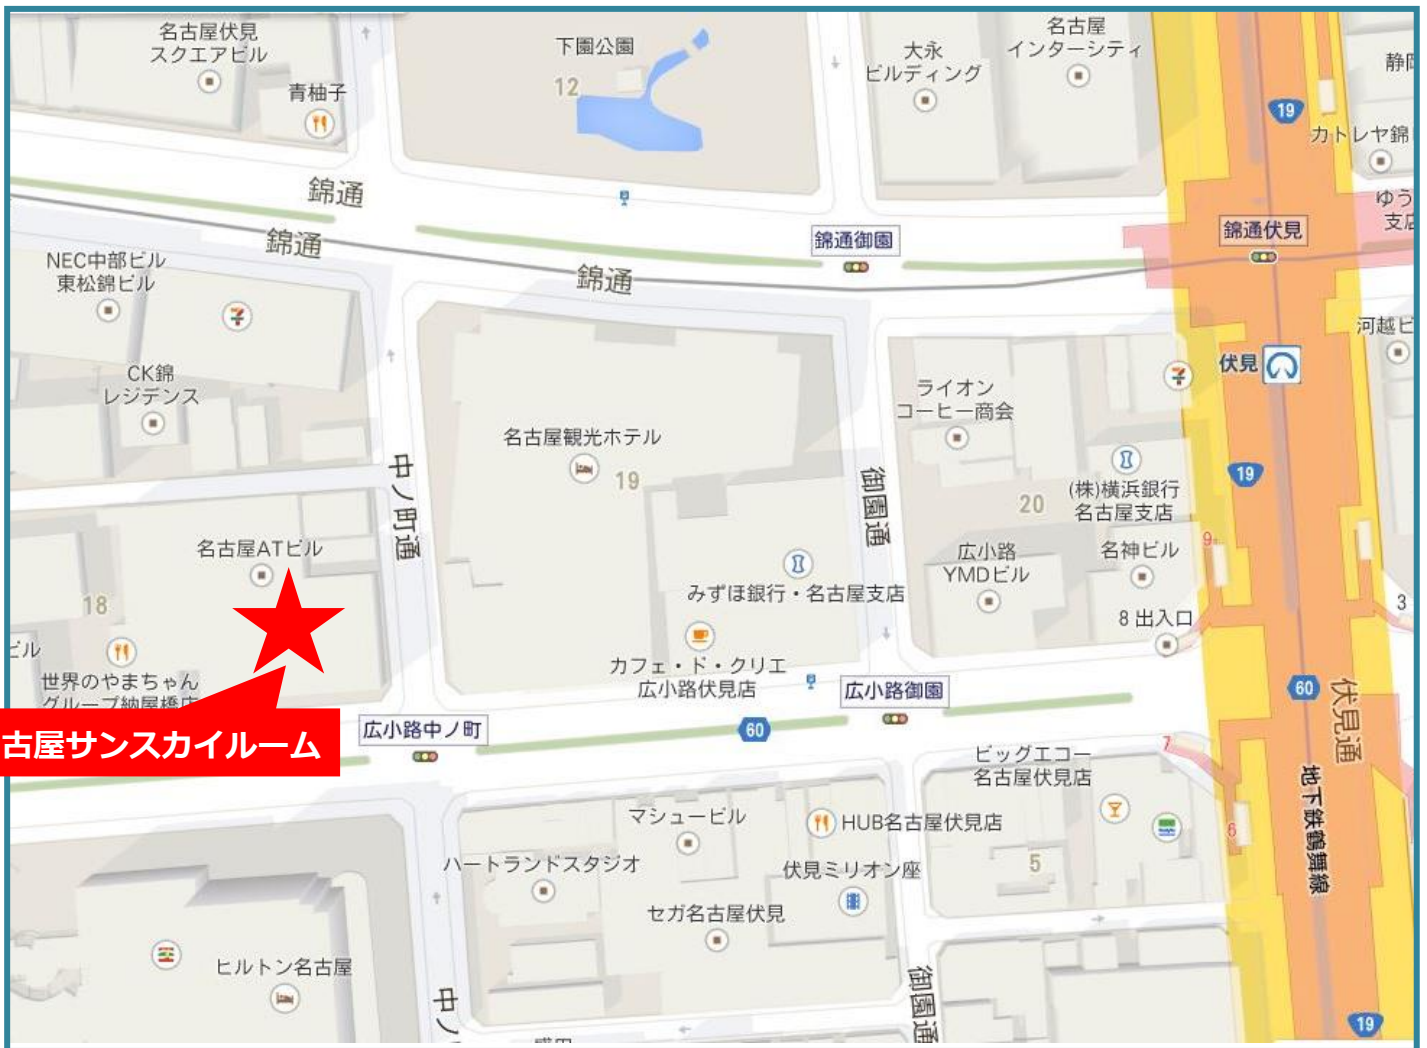 名古屋伏見
スクエアビル
青柚子
下園公園
12
大永
ビルディング
名古屋
インターシティ
静岡
19
カトレヤ錦
ゆう
支店
錦通
錦通
錦通
錦通御園
錦通伏見
NEC中部ビル
東松錦ビル
CK錦
レジデンス
中ノ町通
名古屋観光ホテル
19
御園通
ライオン
コーヒー商会
伏見
河越ビ
19
(株)横浜銀行
名古屋支店
20
名古屋ATビル
18
ビル
世界のやまちゃん
グループ納屋橋店
古屋サンスカイルーム
みずほ銀行・名古屋支店
カフェ・ド・クリエ
広小路伏見店
広小路
YMDビル
名神ビル
9
8 出入口
3
広小路中ノ町
60
広小路御園
60
伏見通
地下鉄鶴舞線
ビッグエコー
名古屋伏見店
7
6
5
マシュービル
HUB名古屋伏見店
ハートランドスタジオ
伏見ミリオン座
セガ名古屋伏見
ヒルトン名古屋
中ノ
御園通
19